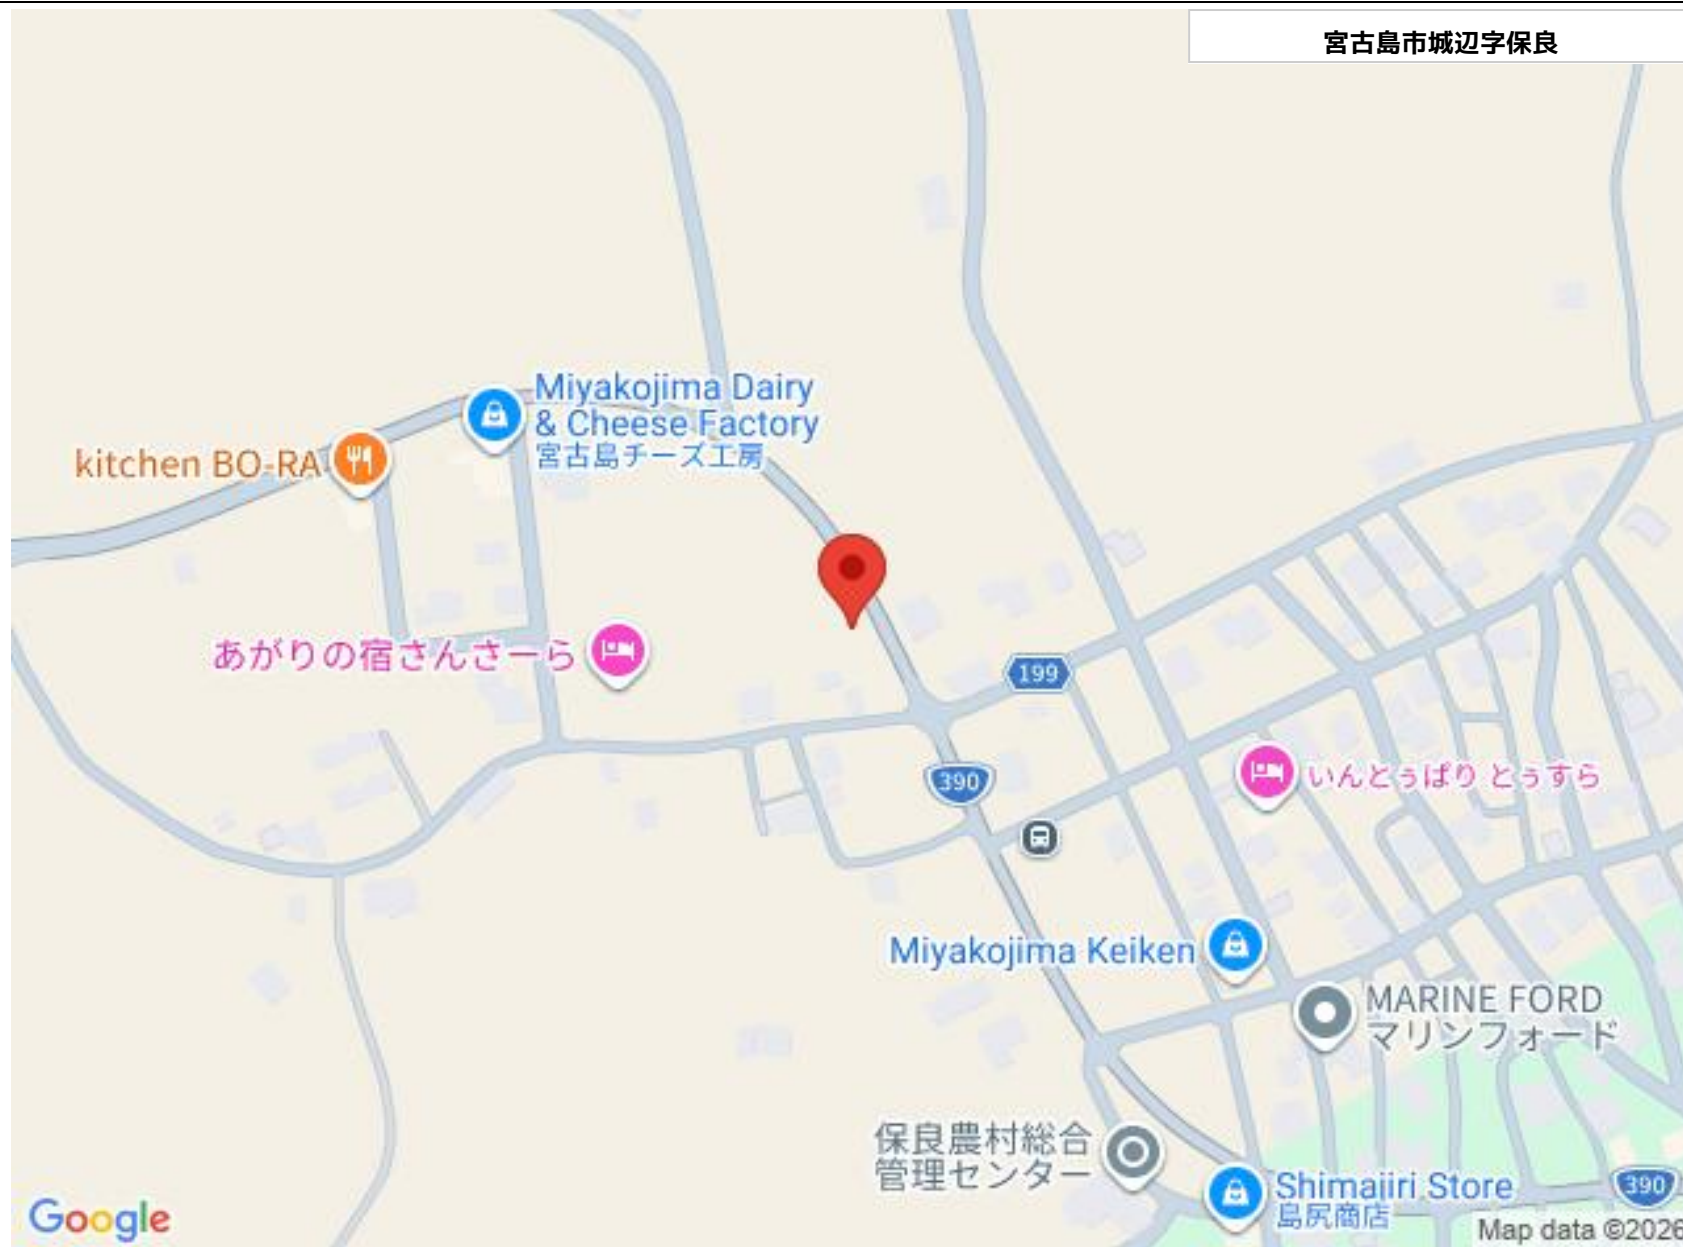 宮古島市城辺字保良
Miyakojima Dairy
& Cheese Factory
宮古島チーズ工房
kitchen BO-RA
あがりの宿さんさーら
199
390
いんとぅぱり とぅすら
Miyakojima Keiken
MARINE FORD
マリンフォード
保良農村総合
管理センター
Shimajiri Store
島尻商店
390
Google
Map data ©2026